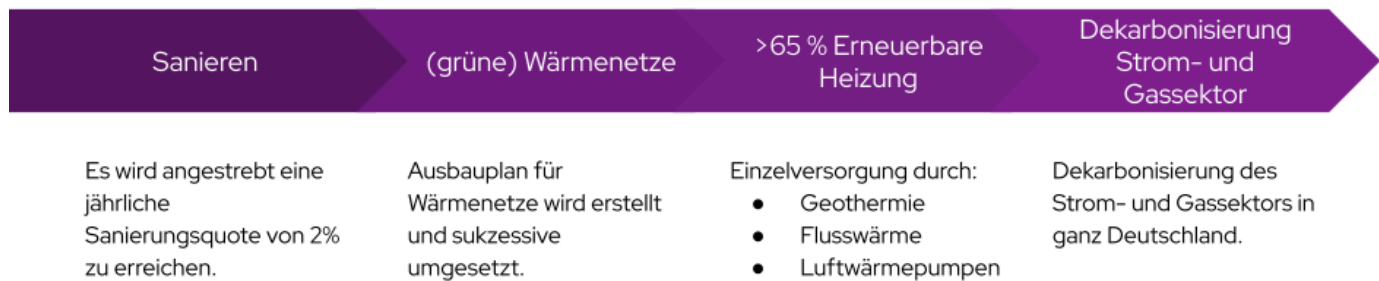 Sanieren
(grüne) Wärmenetze
>65 % Erneuerbare
Heizung
Dekarbonisierung
Strom- und
Gassektor
Es wird angestrebt eine
jährliche
Sanierungsquote von 2%
zu erreichen.
Ausbauplan für
Wärmenetze wird erstellt
und sukzessive
umgesetzt.
Einzelversorgung durch:
● Geothermie
● Flusswärme
● Luftwärmepumpen
Dekarbonisierung des
Strom- und Gassektors in
ganz Deutschland.